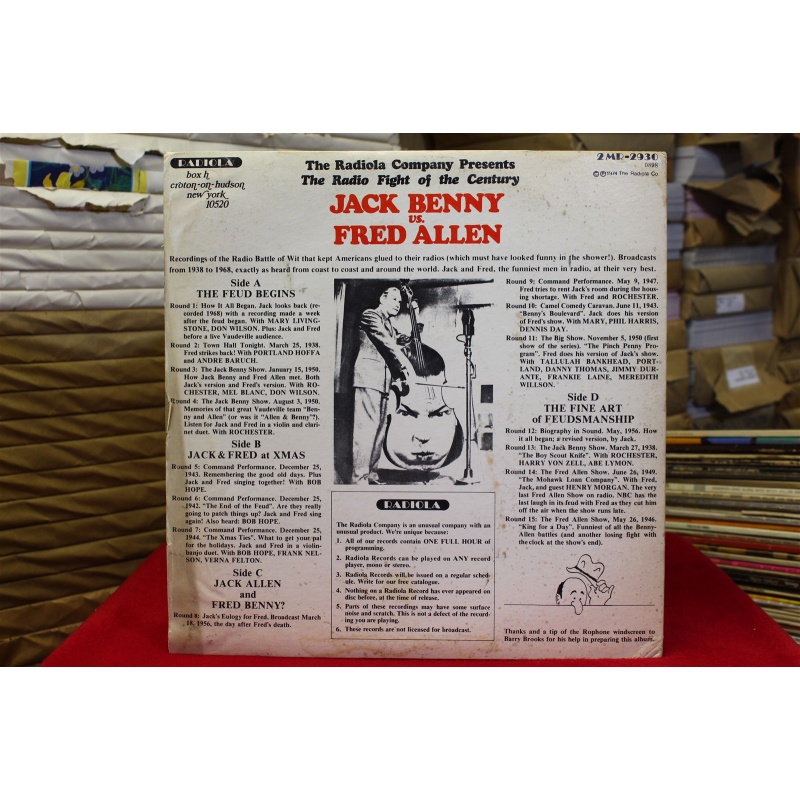 RADIOLA
box h
croton-on-hudson
new york
10520
The Radiola Company Presents
The Radio Fight of the Century
JACK BENNY
vs.
FRED ALLEN
2MR-2930
© ℗ 1974 The Radiola Co.
Recordings of the Radio Battle of Wit that kept Americans glued to their radios (which must have looked funny in the shower!). Broadcasts
from 1938 to 1968, exactly as heard from coast to coast and around the world. Jack and Fred, the funniest men in radio, at their very best.
Side A
THE FEUD BEGINS
Round 1: How It All Began. Jack looks back (re-
corded 1968) with a recording made a week
after the feud began. With MARY LIVING-
STONE, DON WILSON. Plus: Jack and Fred
before a live Vaudeville audience.
Round 2: Town Hall Tonight. March 25, 1938.
Fred strikes back! With PORTLAND HOFFA
and ANDRE BARUCH.
Round 3: The Jack Benny Show. January 15, 1950.
How Jack Benny and Fred Allen met. Both
Jack's version and Fred's version. With RO-
CHESTER, MEL BLANC, DON WILSON.
Round 4: The Jack Benny Show. August 3, 1950.
Memories of that great Vaudeville team "Ben-
ny and Allen" (or was it "Allen & Benny"?).
Listen for Jack and Fred in a violin and clari-
net duet. With ROCHESTER.
Side B
JACK & FRED at XMAS
Round 5: Command Performance. December 25,
1943. Remembering the good old days. Plus
Jack and Fred singing together! With BOB
HOPE.
Round 6: Command Performance. December 25,
1942. "The End of the Feud". Are they really
going to patch things up? Jack and Fred sing
again! Also heard: BOB HOPE.
Round 7: Command Performance. December 25,
1944. "The Xmas Ties". What to get your pal
for the holidays. Jack and Fred in a violin-
banjo duet. With BOB HOPE, FRANK NEL-
SON, VERNA FELTON.
Side C
JACK ALLEN
and
FRED BENNY?
Round 8: Jack's Eulogy for Fred. Broadcast March
18, 1956, the day after Fred's death.
RADIOLA
The Radiola Company is an unusual company with an
unusual product. We're unique because:
1. All of our records contain ONE FULL HOUR of
programming.
2. Radiola Records can be played on ANY record
player, mono or stereo.
3. Radiola Records will be issued on a regular sched-
ule. Write for our free catalogue.
4. Nothing on a Radiola Record has ever appeared on
disc before, at the time of release.
5. Parts of these recordings may have some surface
noise and scratch. This is not a defect of the record-
ing you are playing.
6. These records are not licensed for broadcast.
Round 9: Command Performance. May 9, 1947.
Fred tries to rent Jack's room during the hous-
ing shortage. With Fred and ROCHESTER.
Round 10: Camel Comedy Caravan. June 11, 1943.
"Benny's Boulevard". Jack does his version
of Fred's show. With MARY, PHIL HARRIS,
DENNIS DAY.
Round 11: The Big Show. November 5, 1950 (first
show of the series). "The Pinch Penny Pro-
gram". Fred does his version of Jack's show.
With TALLULAH BANKHEAD, PORT-
LAND, DANNY THOMAS, JIMMY DUR-
ANTE, FRANKIE LAINE, MEREDITH
WILLSON.
Side D
THE FINE ART
of FEUDSMANSHIP
Round 12: Biography in Sound. May, 1956. How
it all began; a revised version, by Jack.
Round 13: The Jack Benny Show. March 27, 1938.
"The Boy Scout Knife". With ROCHESTER,
HARRY VON ZELL, ABE LYMON.
Round 14: The Fred Allen Show. June 26, 1949.
"The Mohawk Loan Company". With Fred,
Jack, and guest HENRY MORGAN. The very
last Fred Allen Show on radio. NBC has the
last laugh in its feud with Fred as they cut him
off the air when the show runs late.
Round 15: The Fred Allen Show, May 26, 1946.
"King for a Day". Funniest of all the Benny-
Allen battles (and another losing fight with
the clock at the show's end).
Thanks and a tip of the Rophone windscreen to
Barry Brooks for his help in preparing this album.